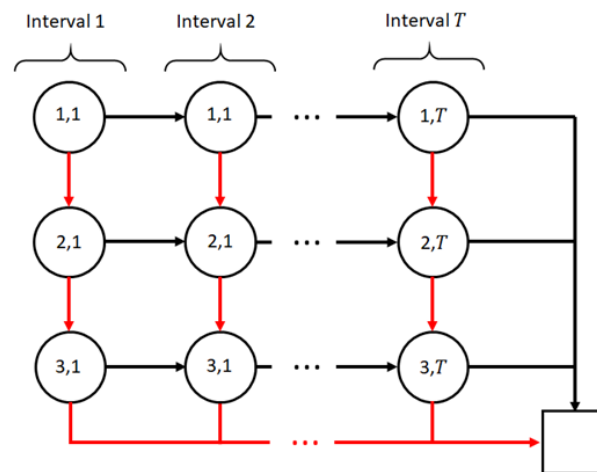 Interval 1 Interval 2 Interval T
1,1 1,1 ... 1,T
2,1 2,1 ... 2,T
3,1 3,1 ... 3,T
...